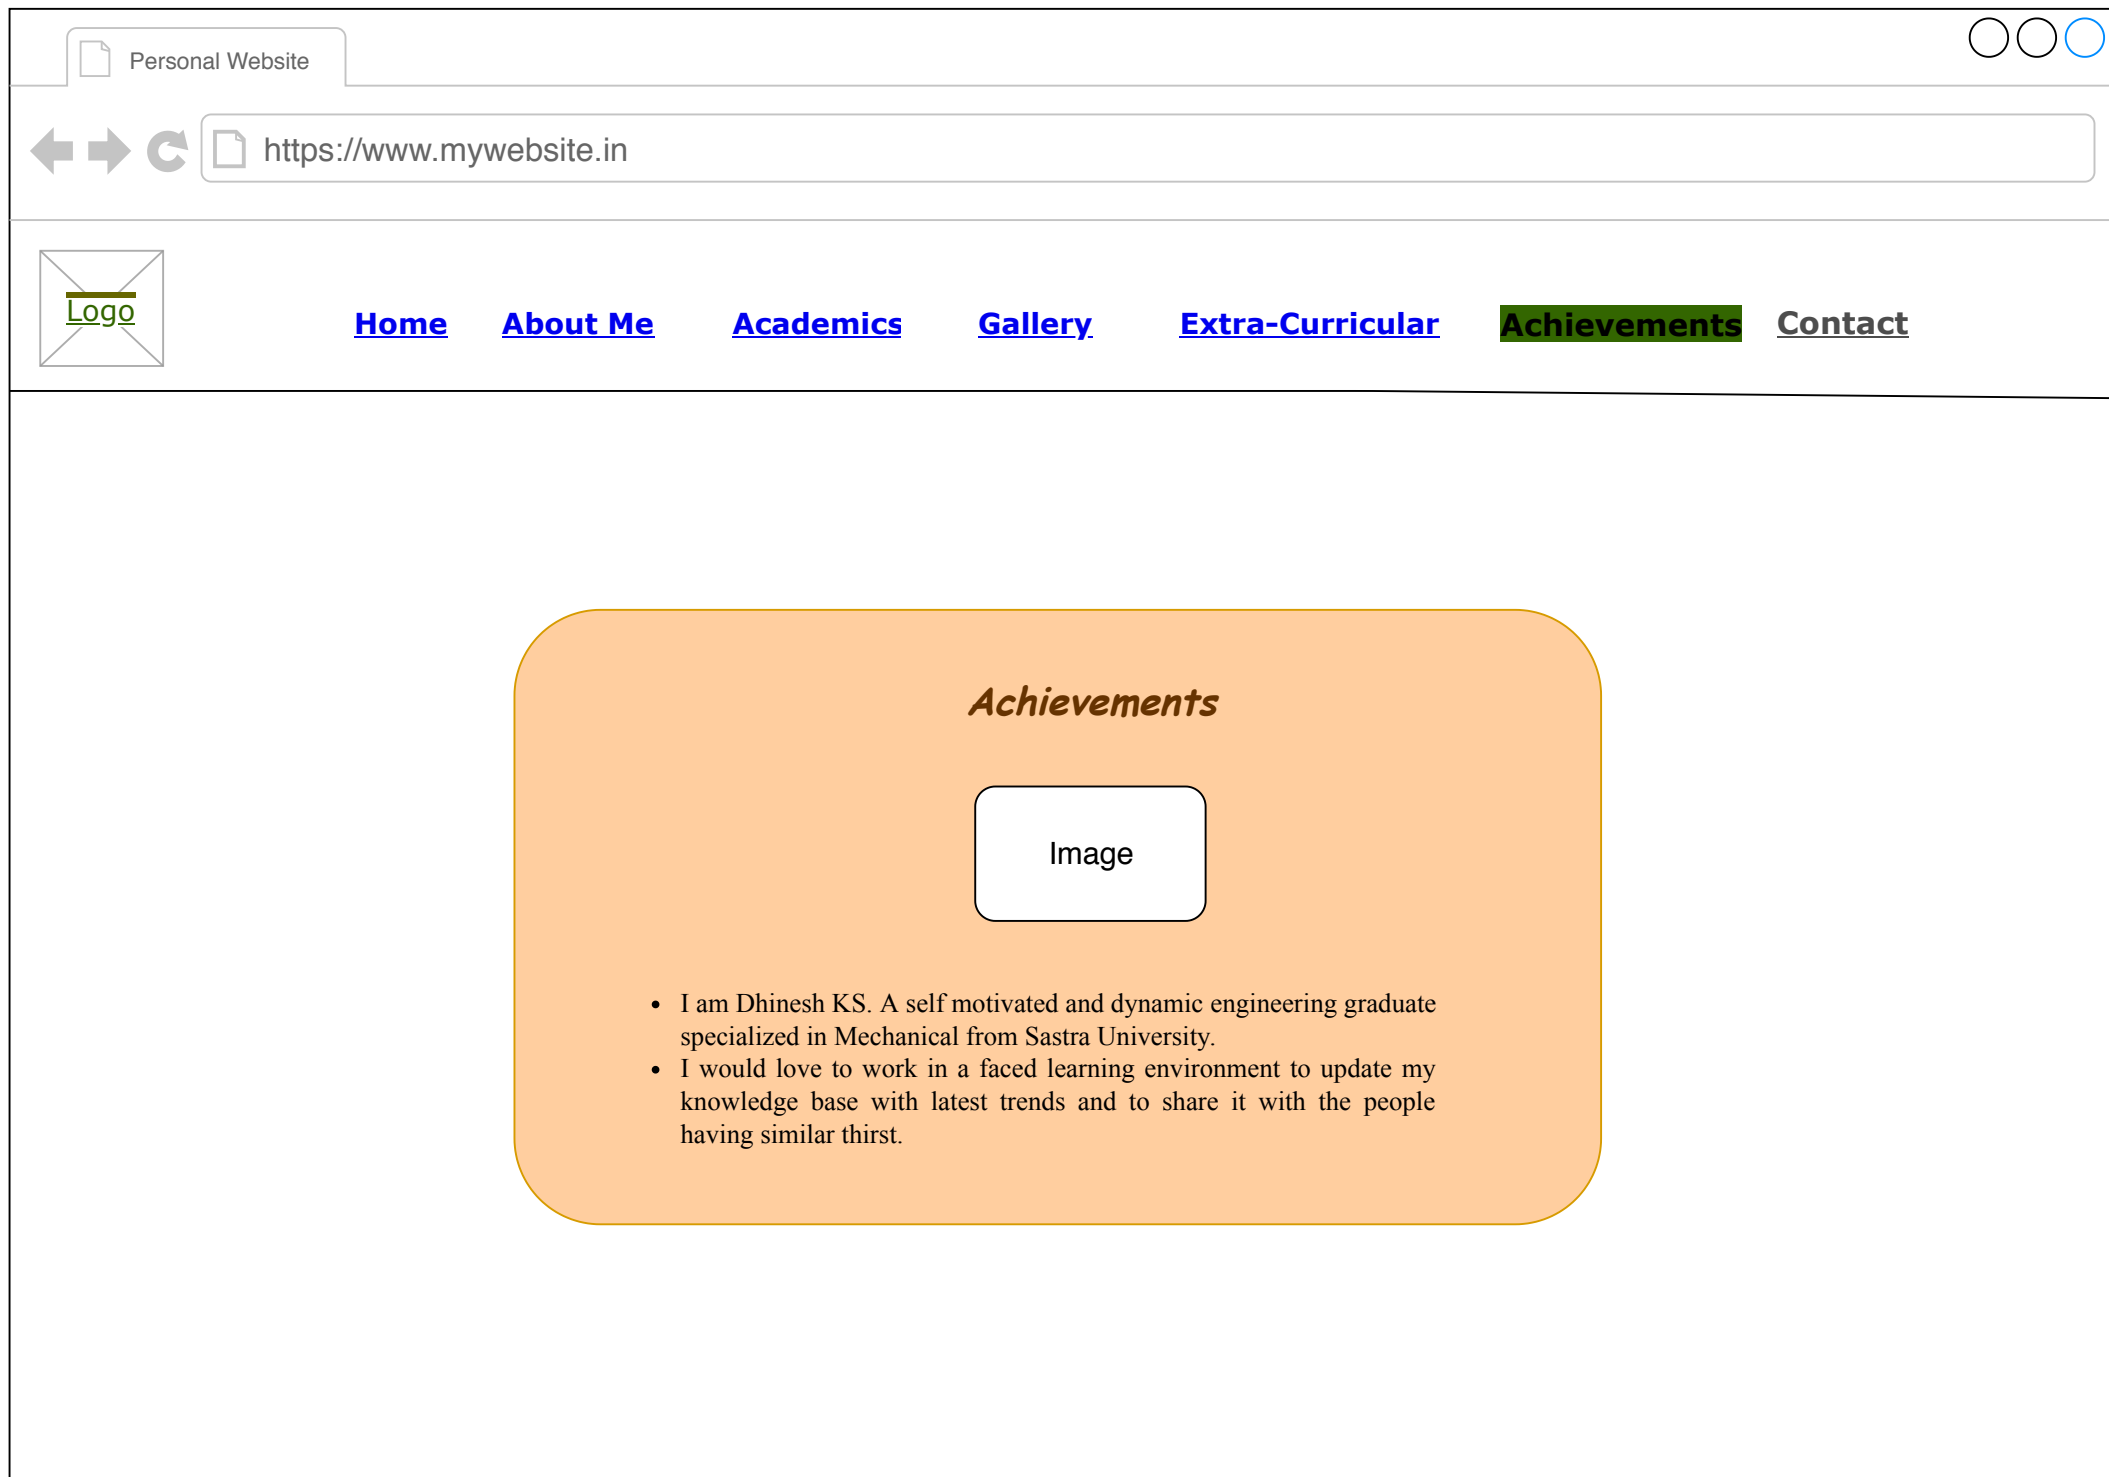 Personal Website
https://www.mywebsite.in
Logo
Home About Me Academics Gallery Extra-Curricular Achievements Contact
Achievements
Image
• I am Dhinesh KS. A self motivated and dynamic engineering graduate
specialized in Mechanical from Sastra University.
• I would love to work in a faced learning environment to update my
knowledge base with latest trends and to share it with the people
having similar thirst.